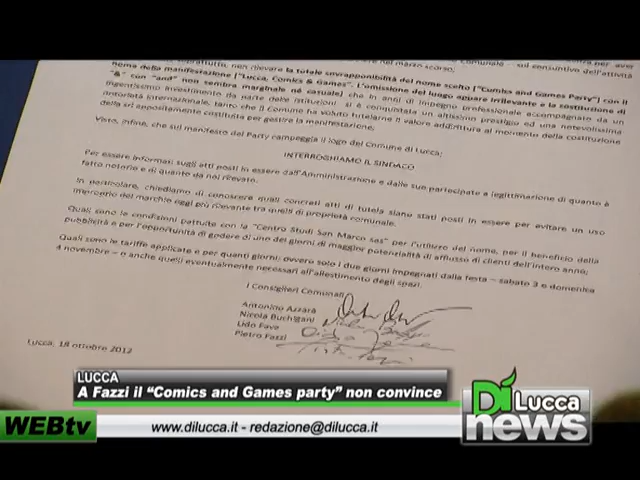 soprattutto, non rilevare la totale sovrapponibilità del nome scelto ("Comics and Games Party") con il
nome della manifestazione ("Lucca, Comics & Games". L'omissione del luogo appare irrilevante e la sostituzione di
"&" con "and" non sembra marginale né casuale) che in anni di impegno professionale accompagnato da un
ingentissimo investimento da parte delle istituzioni si è conquistata un altissimo prestigio ed una notevolissima
notorietà internazionale, tanto che il Comune ha voluto tutelarne il valore addirittura al momento della costituzione
della srl appositamente costituita per gestire la manifestazione;
Visto, infine, che sul manifesto del Party campeggia il logo del Comune di Lucca;
INTERROGHIAMO IL SINDACO
Per essere informati sugli atti posti in essere dall'Amministrazione e dalle sue partecipate a legittimazione di quanto è
fatto notorio e di quanto da noi rilevato.
In particolare, chiediamo di conoscere quali concreti atti di tutela siano stati posti in essere per evitare un uso
improprio del marchio oggi più rilevante tra quelli di proprietà comunale.
Quali sono le condizioni pattuite con la "Centro Studi San Marco sas" per l'utilizzo del nome, per il beneficio della
pubblicità e per l'opportunità di godere di uno dei giorni di maggior potenzialità di afflusso di clienti dell'intero anno;
Quali sono le tariffe applicate e per quanti giorni: ovvero solo i due giorni impegnati dalla festa – sabato 3 e domenica
4 novembre – o anche quelli eventualmente necessari all'allestimento degli spazi.
I Consiglieri Comunali
Antonino Azzarà
Nicola Buchignani
Lido Fava
Pietro Fazzi
Lucca, 18 ottobre 2012
LUCCA
A Fazzi il "Comics and Games party" non convince
WEBtv
www.dilucca.it - redazione@dilucca.it
Dì Lucca
news